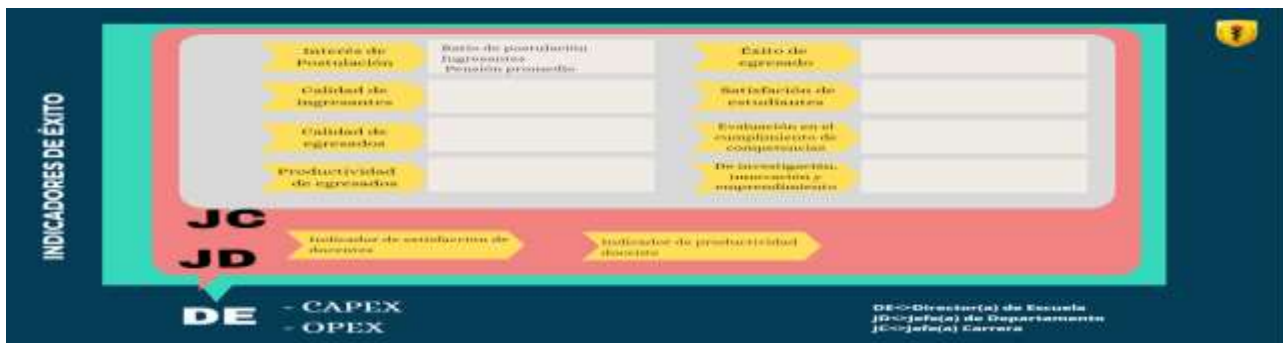 INDICADORES DE ÉXITO
Interés de
Postulación
Ratio de postulación
Ingresantes
Pensión promedio
Calidad de
ingresantes
Calidad de
egresados
Productividad
de egresados
Éxito de
egresado
Satisfacción de
estudiantes
Evaluación en el
cumplimiento de
competencias
De investigación,
innovación y
emprendimiento
JC
JD
Indicador de satisfacción de
docentes
Indicador de productividad
docente
DE
- CAPEX
- OPEX
DE<>Director(a) de Escuela
JD<>Jefe(a) de Departamento
JC<>Jefe(a) Carrera